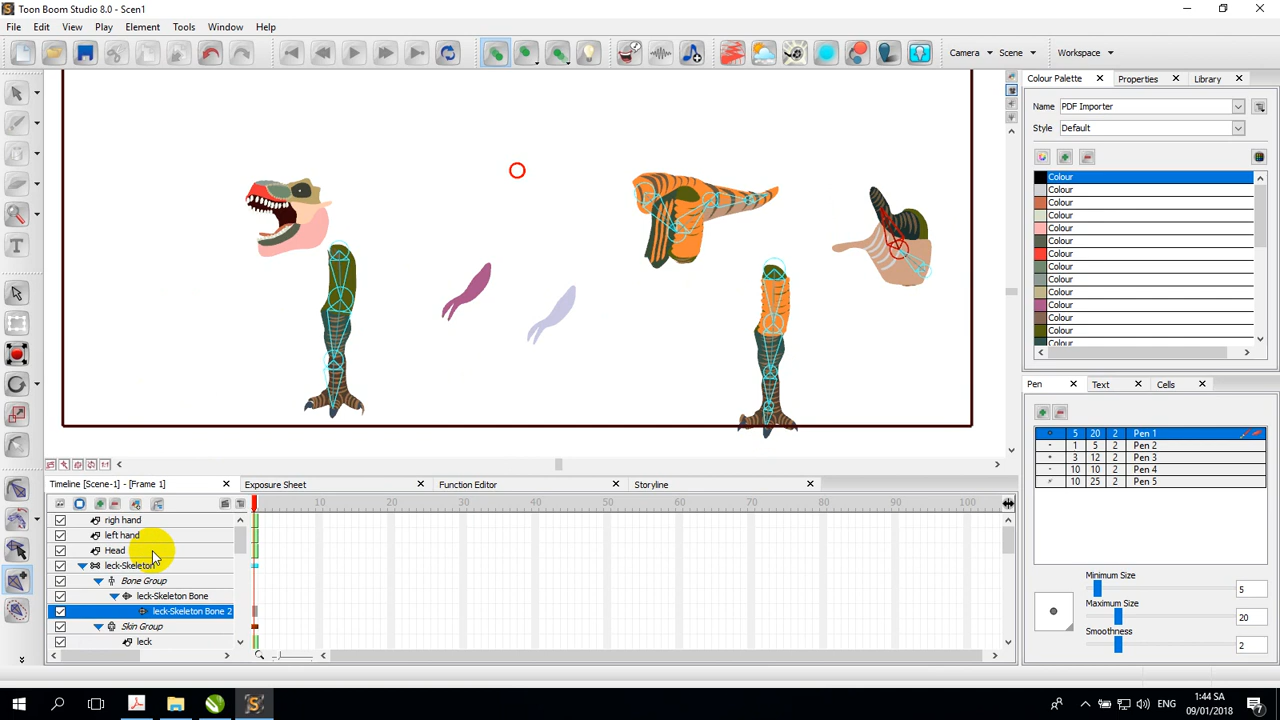 Toon Boom Studio 8.0 - Scen1
File Edit View Play Element Tools Window Help
Camera Scene Workspace
Colour Palette Properties Library
Name PDF Importer
Style Default
Colour
Colour
Colour
Colour
Colour
Colour
Colour
Colour
Colour
Colour
Colour
Colour
Colour
Colour
Pen Text Cells
5 20 2 Pen 1
1 5 2 Pen 2
3 12 2 Pen 3
10 10 2 Pen 4
10 25 2 Pen 5
Minimum Size
5
Maximum Size
20
Smoothness
2
Timeline [Scene-1] - [Frame 1] Exposure Sheet Function Editor Storyline
10 20 30 40 50 60 70 80 90 100
righ hand
left hand
Head
leck-Skeleton
Bone Group
leck-Skeleton Bone
leck-Skeleton Bone 2
Skin Group
leck
ENG
1:44 SA
09/01/2018
7